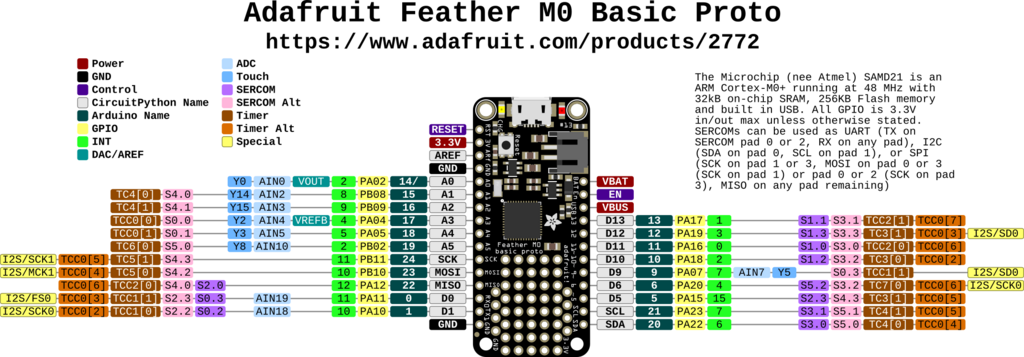 Adafruit Feather M0 Basic Proto
https://www.adafruit.com/products/2772
Power
GND
Control
CircuitPython Name
Arduino Name
GPIO
INT
DAC/AREF
ADC
Touch
SERCOM
SERCOM Alt
Timer
Timer Alt
Special
The Microchip (nee Atmel) SAMD21 is an
ARM Cortex-M0+ running at 48 MHz with
32kB on-chip SRAM, 256KB Flash memory
and built in USB. All GPIO is 3.3V
in/out max unless otherwise stated.
SERCOMs can be used as UART (TX on
SERCOM pad 0 or 2, RX on any pad), I2C
(SDA on pad 0, SCL on pad 1), or SPI
(SCK on pad 1 or 3, MOSI on pad 0 or 3
(SCK on pad 1) or pad 0 or 2 (SCK on pad
3), MISO on any pad remaining)
RESET
3.3V
AREF
GND
Y0 AIN0 VOUT 2 PA02 14/ A0
TC4[0] S4.0 Y14 AIN2 8 PB08 15 A1
TC4[1] S4.1 Y15 AIN3 9 PB09 16 A2
TCC0[0] S0.0 Y2 AIN4 VREFB 4 PA04 17 A3
TCC0[1] S0.1 Y3 AIN5 5 PA05 18 A4
TC6[0] S5.0 Y8 AIN10 2 PB02 19 A5
I2S/SCK1 TCC0[5] TC5[1] S4.3 11 PB11 24 SCK
I2S/MCK1 TCC0[4] TC5[0] S4.2 10 PB10 23 MOSI
TCC0[6] TCC2[0] S4.0 S2.0 12 PA12 22 MISO
I2S/FS0 TCC0[3] TCC1[1] S2.3 S0.3 AIN19 11 PA11 0 D0
I2S/SCK0 TCC0[2] TCC1[0] S2.2 S0.2 AIN18 10 PA10 1 D1
GND
VBAT
EN
VBUS
D13 13 PA17 1 S1.1 S3.1 TCC2[1] TCC0[7]
D12 12 PA19 3 S1.3 S3.3 TC3[1] TCC0[3] I2S/SD0
D11 11 PA16 0 S1.0 S3.0 TCC2[0] TCC0[6]
D10 10 PA18 2 S1.2 S3.2 TC3[0] TCC0[2]
D9 9 PA07 7 AIN7 Y5 S0.3 TCC1[1] I2S/SD0
D6 6 PA20 4 S5.2 S3.2 TC7[0] TCC0[6] I2S/SCK0
D5 5 PA15 15 S2.3 S4.3 TC3[1] TCC0[5]
SCL 21 PA23 7 S3.1 S5.1 TC4[1] TCC0[5]
SDA 20 PA22 6 S3.0 S5.0 TC4[0] TCC0[4]
Feather M0
basic proto
adafruit
SCK
MOSI
MISO